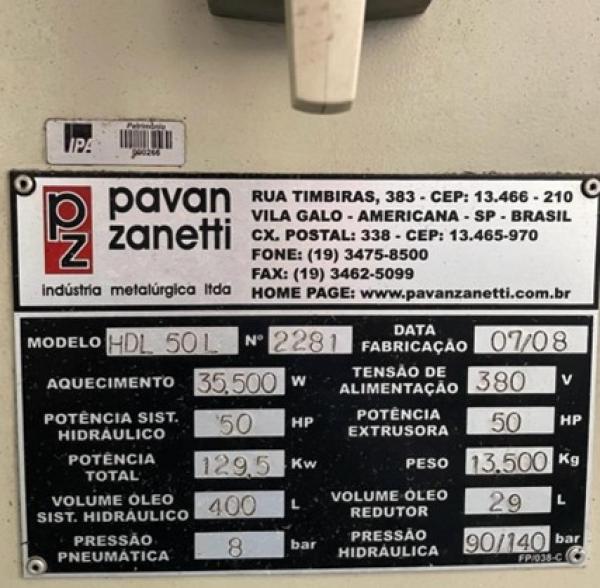 Patrimônio
IPA
000266
pz
pavan
zanetti
indústria metalúrgica ltda
RUA TIMBIRAS, 383 - CEP: 13.466 - 210
VILA GALO - AMERICANA - SP - BRASIL
CX. POSTAL: 338 - CEP: 13.465-970
FONE: (19) 3475-8500
FAX: (19) 3462-5099
HOME PAGE: www.pavanzanetti.com.br
MODELO HDL 50L Nº 2281 DATA FABRICAÇÃO 07/08
AQUECIMENTO 35.500 W TENSÃO DE ALIMENTAÇÃO 380 V
POTÊNCIA SIST. HIDRÁULICO 50 HP POTÊNCIA EXTRUSORA 50 HP
POTÊNCIA TOTAL 129,5 Kw PESO 13.500 Kg
VOLUME ÓLEO SIST. HIDRÁULICO 400 L VOLUME ÓLEO REDUTOR 29 L
PRESSÃO PNEUMÁTICA 8 bar PRESSÃO HIDRÁULICA 90/140 bar
FP/038-C